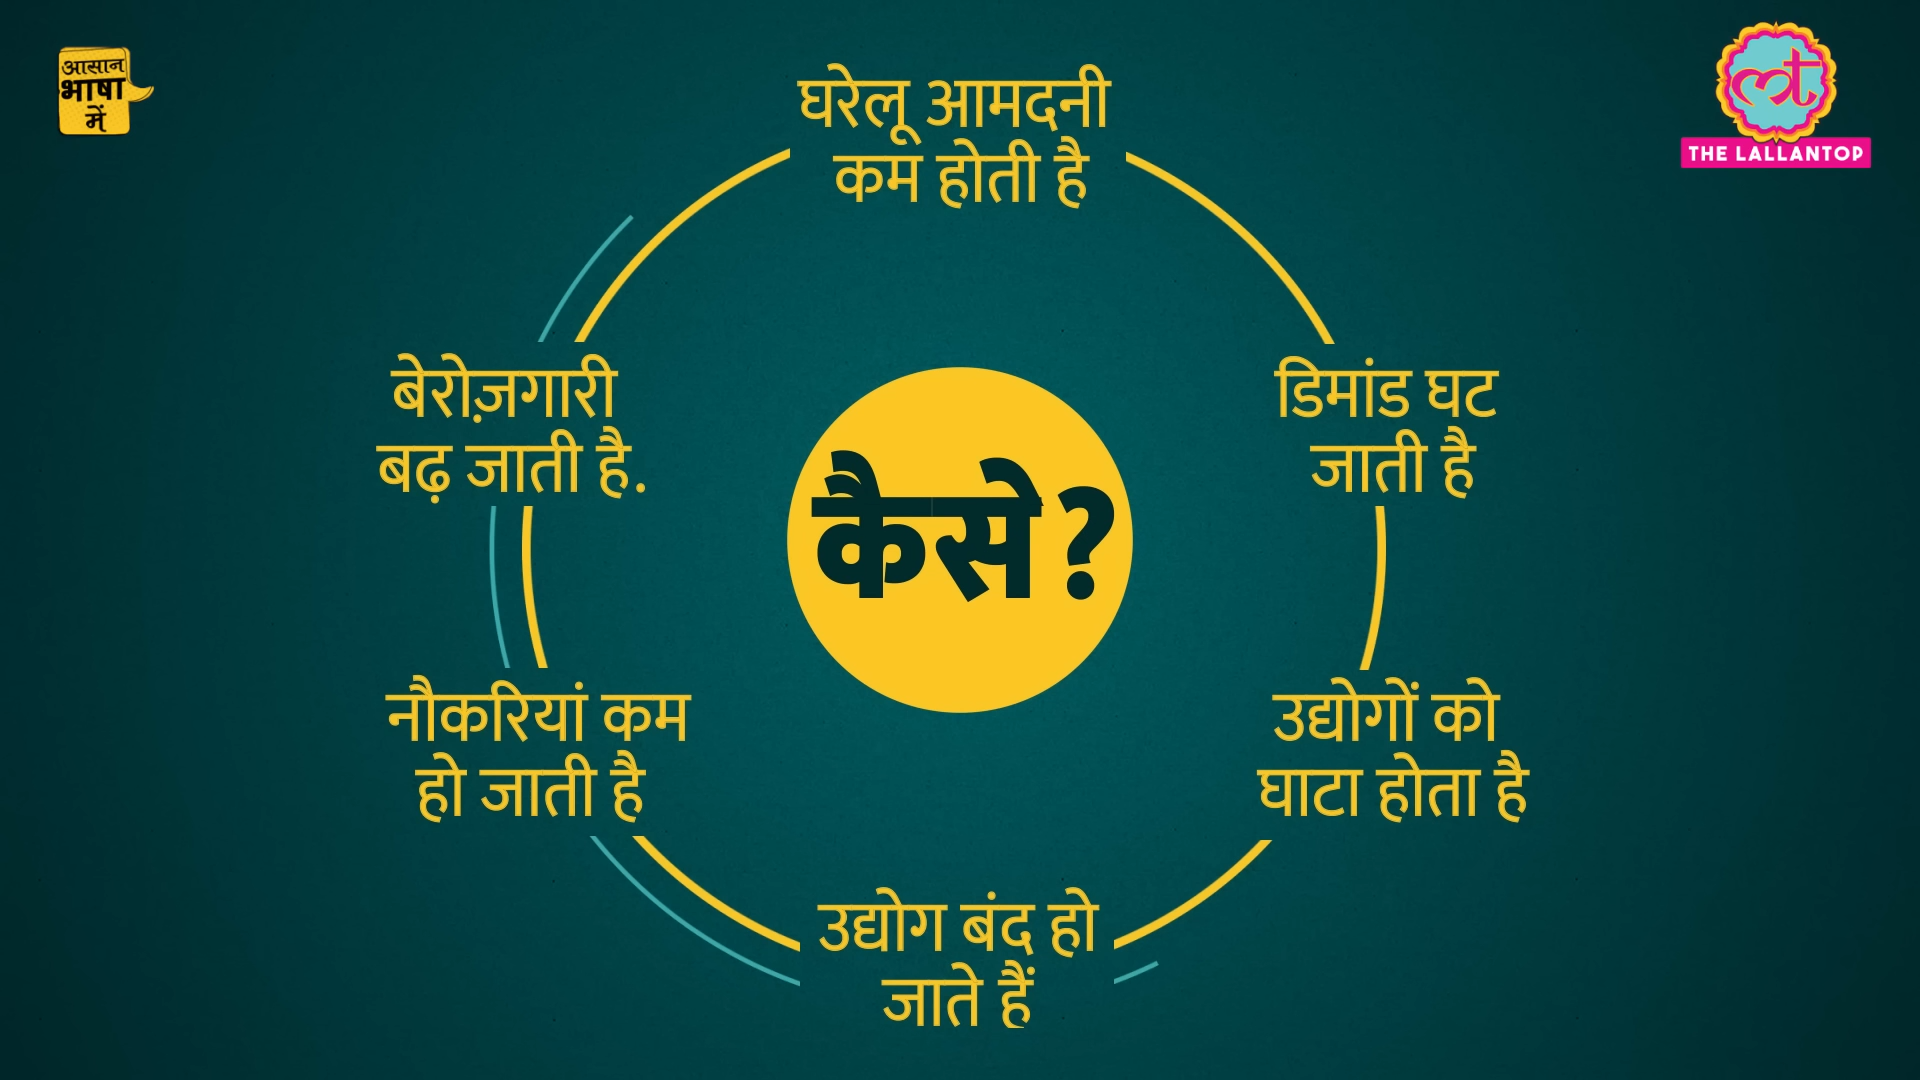 आसान
भाषा
में
THE LALLANTOP
घरेलू आमदनी
कम होती है
डिमांड घट
जाती है
उद्योगों को
घाटा होता है
उद्योग बंद हो
जाते हैं
नौकरियां कम
हो जाती है
बेरोज़गारी
बढ़ जाती है.
कैसे?